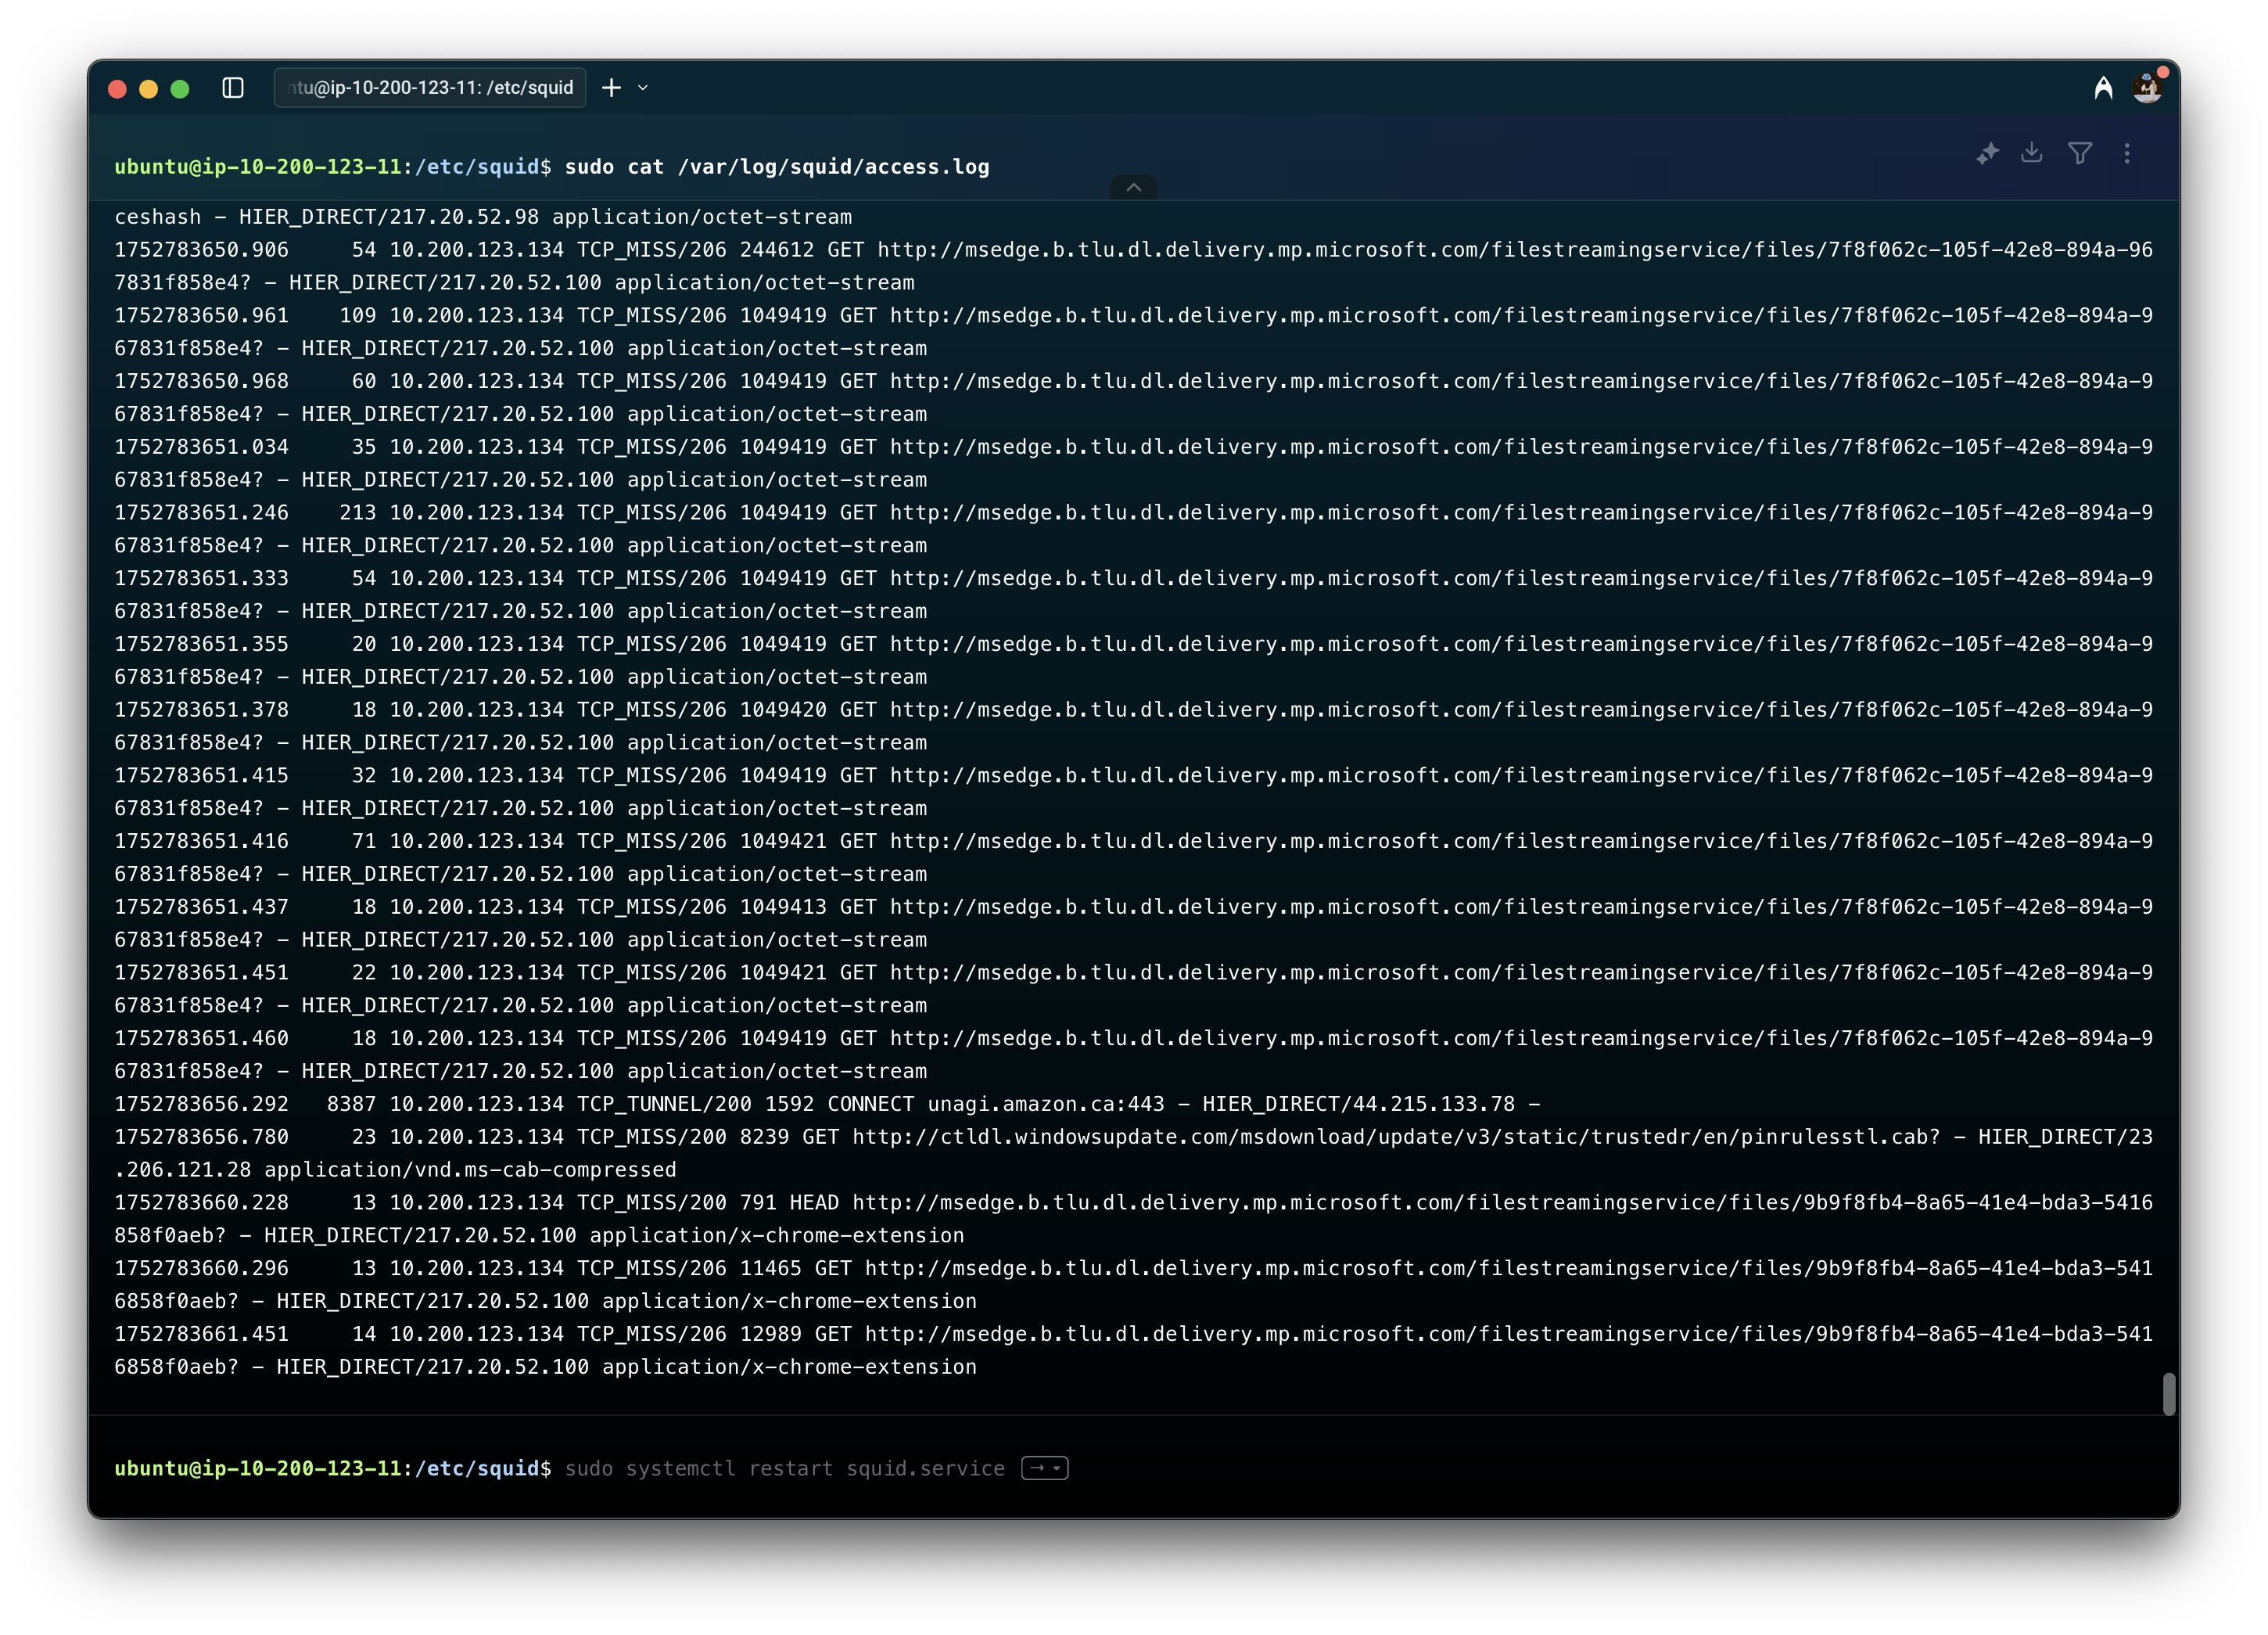 ntu@ip-10-200-123-11: /etc/squid
ubuntu@ip-10-200-123-11:/etc/squid$ sudo cat /var/log/squid/access.log
ceshash - HIER_DIRECT/217.20.52.98 application/octet-stream
1752783650.906     54 10.200.123.134 TCP_MISS/206 244612 GET http://msedge.b.tlu.dl.delivery.mp.microsoft.com/filestreamingservice/files/7f8f062c-105f-42e8-894a-96
7831f858e4? - HIER_DIRECT/217.20.52.100 application/octet-stream
1752783650.961    109 10.200.123.134 TCP_MISS/206 1049419 GET http://msedge.b.tlu.dl.delivery.mp.microsoft.com/filestreamingservice/files/7f8f062c-105f-42e8-894a-9
67831f858e4? - HIER_DIRECT/217.20.52.100 application/octet-stream
1752783650.968     60 10.200.123.134 TCP_MISS/206 1049419 GET http://msedge.b.tlu.dl.delivery.mp.microsoft.com/filestreamingservice/files/7f8f062c-105f-42e8-894a-9
67831f858e4? - HIER_DIRECT/217.20.52.100 application/octet-stream
1752783651.034     35 10.200.123.134 TCP_MISS/206 1049419 GET http://msedge.b.tlu.dl.delivery.mp.microsoft.com/filestreamingservice/files/7f8f062c-105f-42e8-894a-9
67831f858e4? - HIER_DIRECT/217.20.52.100 application/octet-stream
1752783651.246    213 10.200.123.134 TCP_MISS/206 1049419 GET http://msedge.b.tlu.dl.delivery.mp.microsoft.com/filestreamingservice/files/7f8f062c-105f-42e8-894a-9
67831f858e4? - HIER_DIRECT/217.20.52.100 application/octet-stream
1752783651.333     54 10.200.123.134 TCP_MISS/206 1049419 GET http://msedge.b.tlu.dl.delivery.mp.microsoft.com/filestreamingservice/files/7f8f062c-105f-42e8-894a-9
67831f858e4? - HIER_DIRECT/217.20.52.100 application/octet-stream
1752783651.355     20 10.200.123.134 TCP_MISS/206 1049419 GET http://msedge.b.tlu.dl.delivery.mp.microsoft.com/filestreamingservice/files/7f8f062c-105f-42e8-894a-9
67831f858e4? - HIER_DIRECT/217.20.52.100 application/octet-stream
1752783651.378     18 10.200.123.134 TCP_MISS/206 1049420 GET http://msedge.b.tlu.dl.delivery.mp.microsoft.com/filestreamingservice/files/7f8f062c-105f-42e8-894a-9
67831f858e4? - HIER_DIRECT/217.20.52.100 application/octet-stream
1752783651.415     32 10.200.123.134 TCP_MISS/206 1049419 GET http://msedge.b.tlu.dl.delivery.mp.microsoft.com/filestreamingservice/files/7f8f062c-105f-42e8-894a-9
67831f858e4? - HIER_DIRECT/217.20.52.100 application/octet-stream
1752783651.416     71 10.200.123.134 TCP_MISS/206 1049421 GET http://msedge.b.tlu.dl.delivery.mp.microsoft.com/filestreamingservice/files/7f8f062c-105f-42e8-894a-9
67831f858e4? - HIER_DIRECT/217.20.52.100 application/octet-stream
1752783651.437     18 10.200.123.134 TCP_MISS/206 1049413 GET http://msedge.b.tlu.dl.delivery.mp.microsoft.com/filestreamingservice/files/7f8f062c-105f-42e8-894a-9
67831f858e4? - HIER_DIRECT/217.20.52.100 application/octet-stream
1752783651.451     22 10.200.123.134 TCP_MISS/206 1049421 GET http://msedge.b.tlu.dl.delivery.mp.microsoft.com/filestreamingservice/files/7f8f062c-105f-42e8-894a-9
67831f858e4? - HIER_DIRECT/217.20.52.100 application/octet-stream
1752783651.460     18 10.200.123.134 TCP_MISS/206 1049419 GET http://msedge.b.tlu.dl.delivery.mp.microsoft.com/filestreamingservice/files/7f8f062c-105f-42e8-894a-9
67831f858e4? - HIER_DIRECT/217.20.52.100 application/octet-stream
1752783656.292   8387 10.200.123.134 TCP_TUNNEL/200 1592 CONNECT unagi.amazon.ca:443 - HIER_DIRECT/44.215.133.78 -
1752783656.780     23 10.200.123.134 TCP_MISS/200 8239 GET http://ctldl.windowsupdate.com/msdownload/update/v3/static/trustedr/en/pinrulesstl.cab? - HIER_DIRECT/23
.206.121.28 application/vnd.ms-cab-compressed
1752783660.228     13 10.200.123.134 TCP_MISS/200 791 HEAD http://msedge.b.tlu.dl.delivery.mp.microsoft.com/filestreamingservice/files/9b9f8fb4-8a65-41e4-bda3-5416
858f0aeb? - HIER_DIRECT/217.20.52.100 application/x-chrome-extension
1752783660.296     13 10.200.123.134 TCP_MISS/206 11465 GET http://msedge.b.tlu.dl.delivery.mp.microsoft.com/filestreamingservice/files/9b9f8fb4-8a65-41e4-bda3-541
6858f0aeb? - HIER_DIRECT/217.20.52.100 application/x-chrome-extension
1752783661.451     14 10.200.123.134 TCP_MISS/206 12989 GET http://msedge.b.tlu.dl.delivery.mp.microsoft.com/filestreamingservice/files/9b9f8fb4-8a65-41e4-bda3-541
6858f0aeb? - HIER_DIRECT/217.20.52.100 application/x-chrome-extension
ubuntu@ip-10-200-123-11:/etc/squid$ sudo systemctl restart squid.service